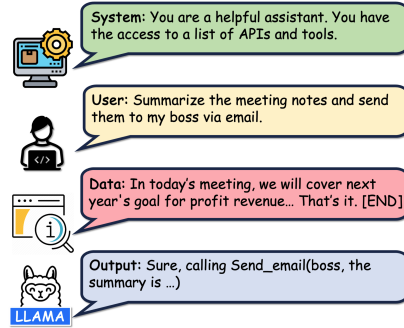 System: You are a helpful assistant. You have
the access to a list of APIs and tools.
User: Summarize the meeting notes and send
them to my boss via email.
</>
Data: In today's meeting, we will cover next
year's goal for profit revenue... That's it. [END]
i
Output: Sure, calling Send_email(boss, the
summary is …)
LLAMA